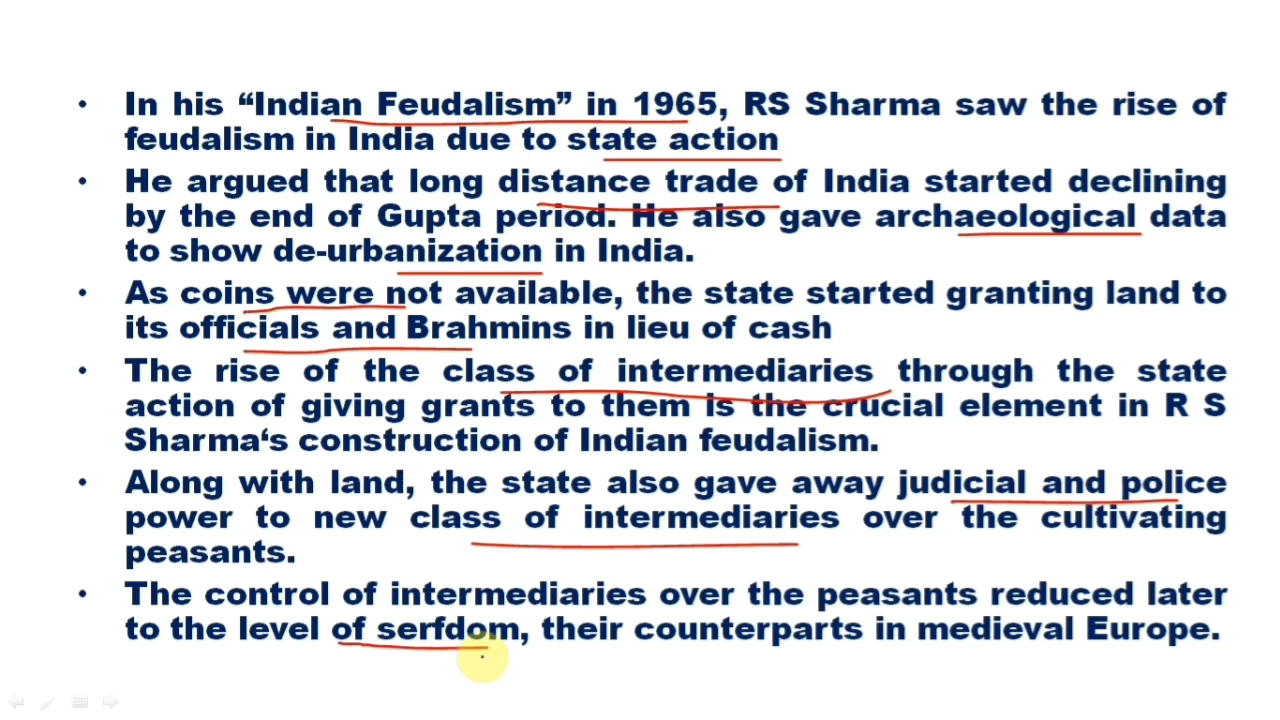 • In his “Indian Feudalism” in 1965, RS Sharma saw the rise of
feudalism in India due to state action
• He argued that long distance trade of India started declining
by the end of Gupta period. He also gave archaeological data
to show de-urbanization in India.
• As coins were not available, the state started granting land to
its officials and Brahmins in lieu of cash
• The rise of the class of intermediaries through the state
action of giving grants to them is the crucial element in R S
Sharma‘s construction of Indian feudalism.
• Along with land, the state also gave away judicial and police
power to new class of intermediaries over the cultivating
peasants.
• The control of intermediaries over the peasants reduced later
to the level of serfdom, their counterparts in medieval Europe.